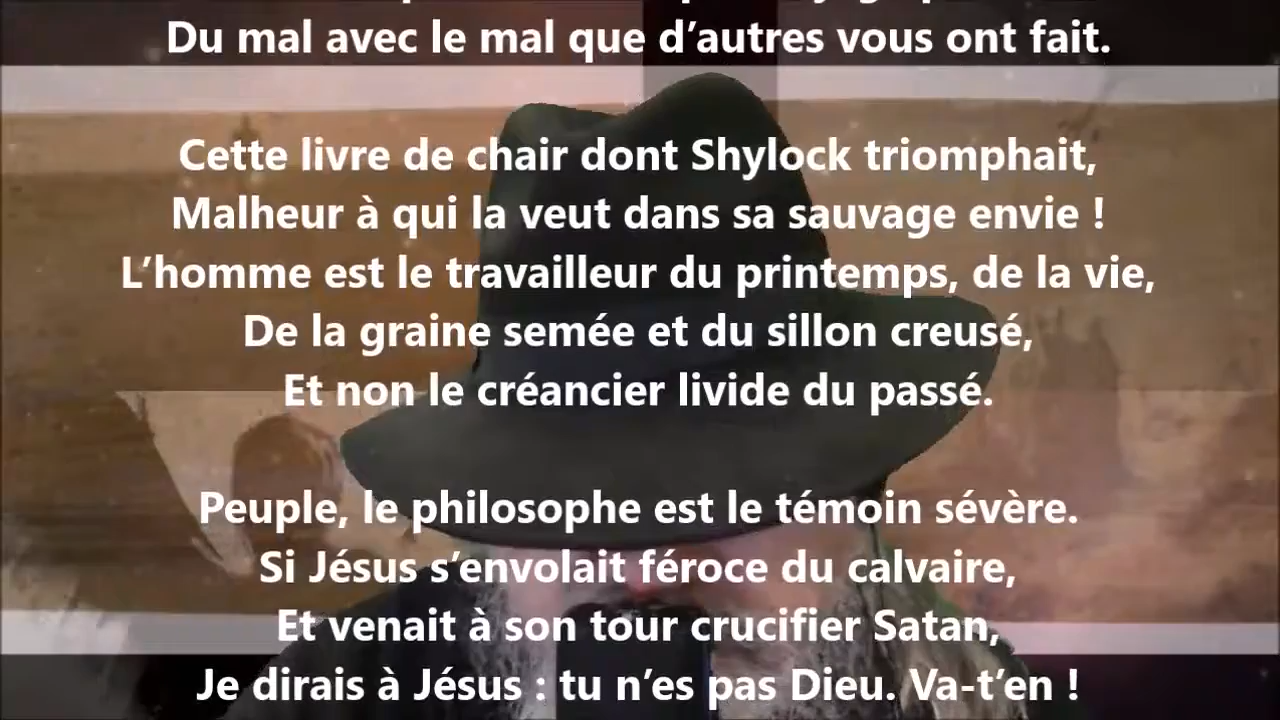 Du mal avec le mal que d’autres vous ont fait.
Cette livre de chair dont Shylock triomphait,
Malheur à qui la veut dans sa sauvage envie !
L’homme est le travailleur du printemps, de la vie,
De la graine semée et du sillon creusé,
Et non le créancier livide du passé.
Peuple, le philosophe est le témoin sévère.
Si Jésus s’envolait féroce du calvaire,
Et venait à son tour crucifier Satan,
Je dirais à Jésus : tu n’es pas Dieu. Va-t’en !